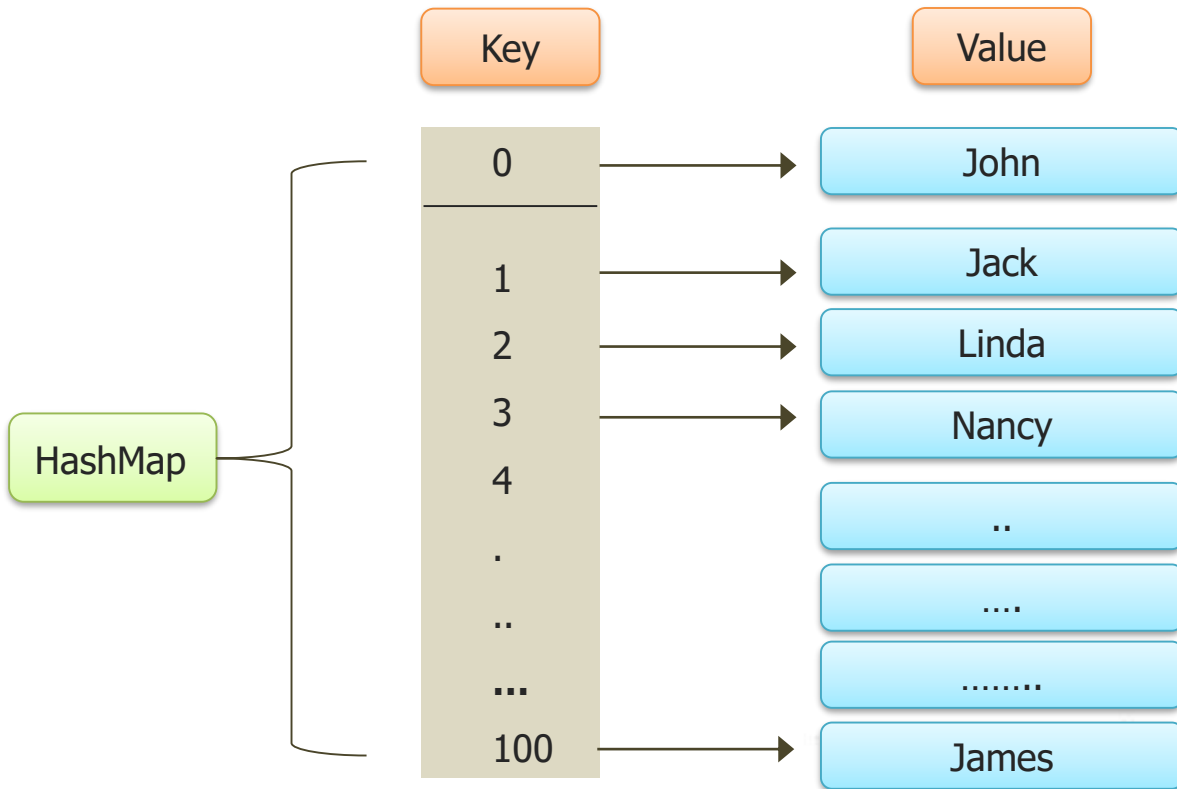 Key
Value
0
John
1
Jack
2
Linda
3
Nancy
HashMap
4
..
.
….
..
……..
...
100
James